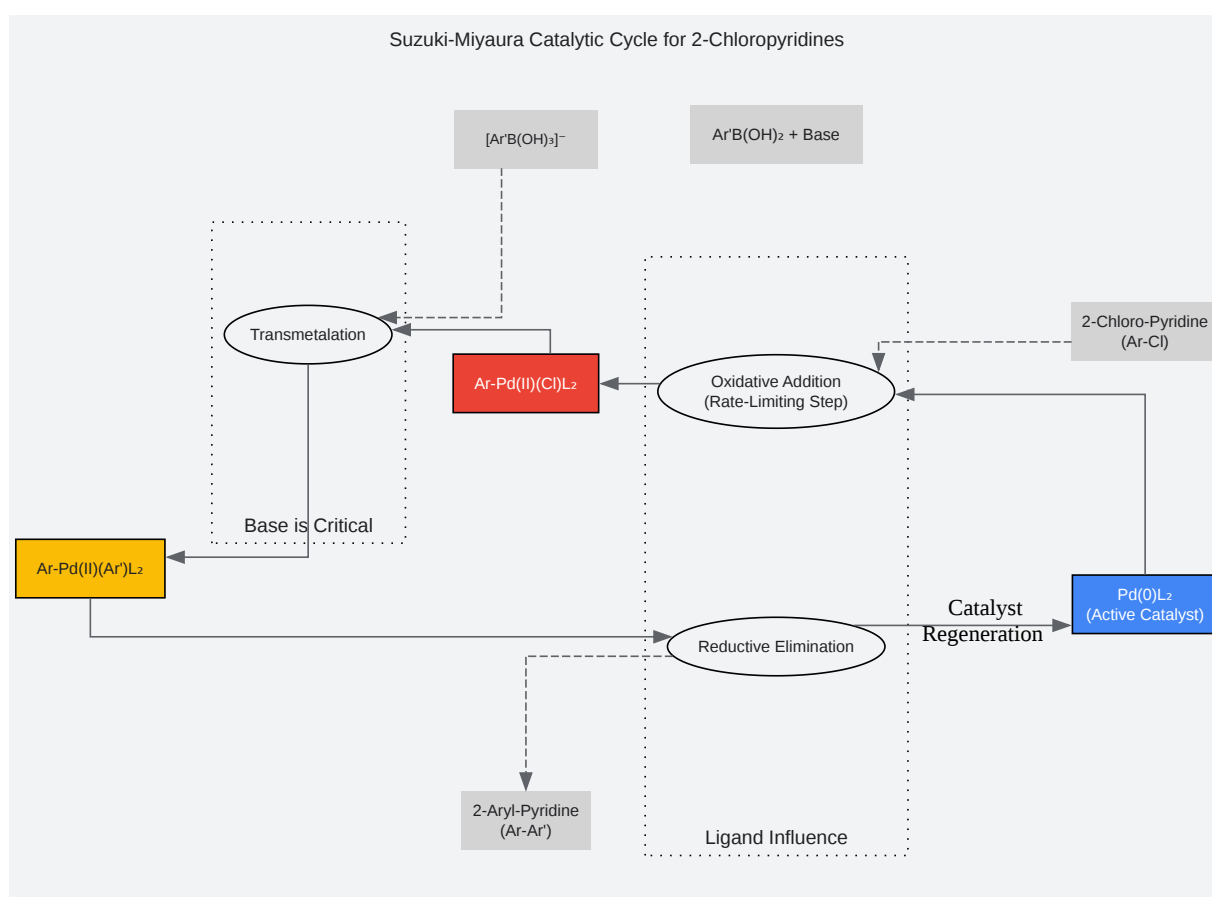 Suzuki-Miyaura Catalytic Cycle for 2-Chloropyridines
[Ar'B(OH)₃]⁻
Ar'B(OH)₂ + Base
2-Chloro-Pyridine
(Ar-Cl)
Transmetalation
Ar-Pd(II)(Cl)L₂
Oxidative Addition
(Rate-Limiting Step)
Base is Critical
Ar-Pd(II)(Ar')L₂
Pd(0)L₂
(Active Catalyst)
Catalyst
Regeneration
Reductive Elimination
2-Aryl-Pyridine
(Ar-Ar')
Ligand Influence